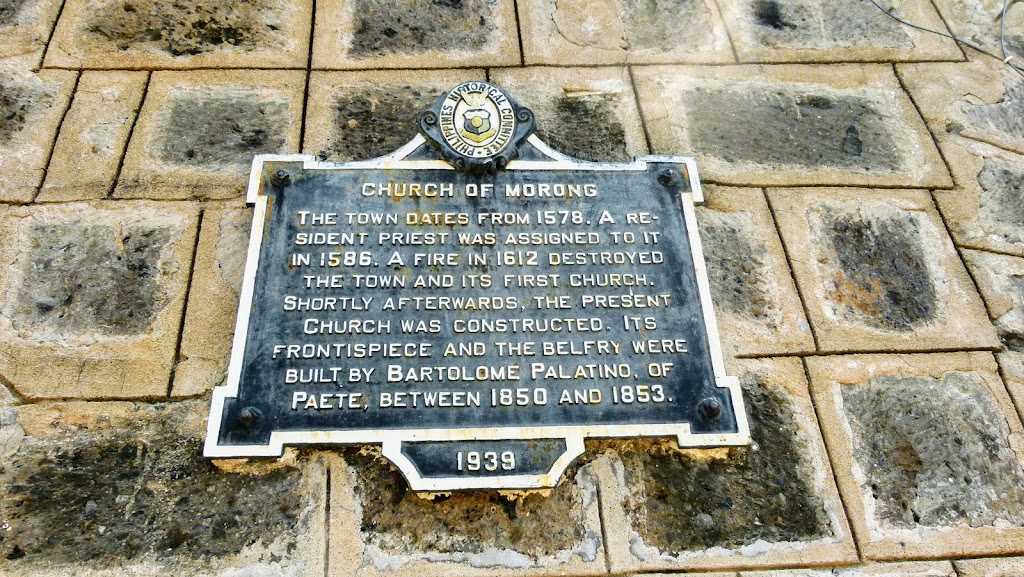 PHILIPPINES HISTORICAL COMMITTEE
CHURCH OF MORONG
THE TOWN DATES FROM 1578. A RE-
SIDENT PRIEST WAS ASSIGNED TO IT
IN 1586. A FIRE IN 1612 DESTROYED
THE TOWN AND ITS FIRST CHURCH.
SHORTLY AFTERWARDS, THE PRESENT
CHURCH WAS CONSTRUCTED. ITS
FRONTISPIECE AND THE BELFRY WERE
BUILT BY BARTOLOME PALATINO, OF
PAETE, BETWEEN 1850 AND 1853.
1939